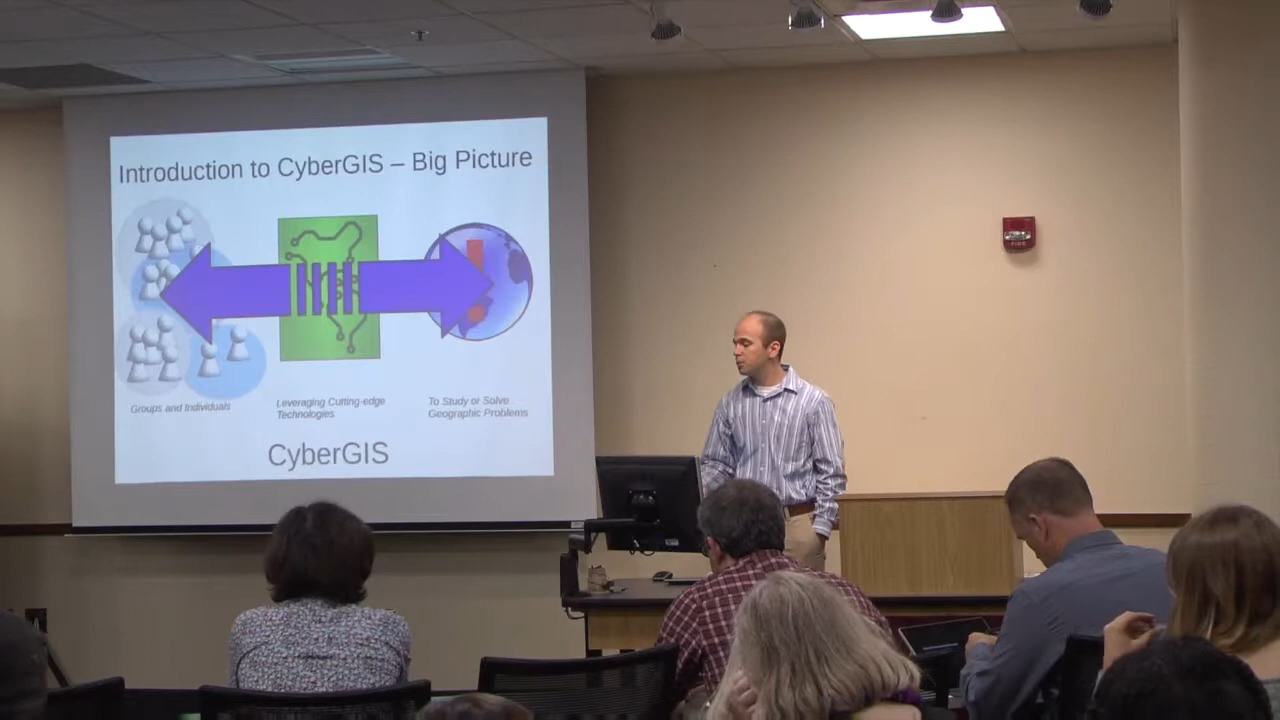 Introduction to CyberGIS – Big Picture
Groups and Individuals
Leveraging Cutting-edge
Technologies
To Study or Solve
Geographic Problems
CyberGIS
FIRE